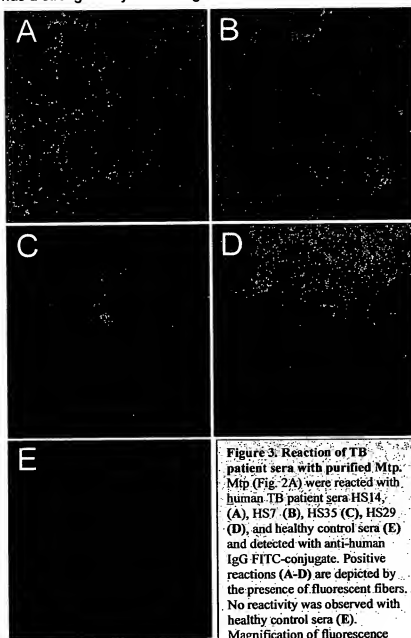 A
B
C
D
E
Figure 3. Reaction of TB
patient sera with purified Mtp.
Mtp (Fig. 2A) were reacted with
human TB patient sera HS14,
(A), HS7 (B), HS35 (C), HS29
(D), and healthy control sera (E)
and detected with anti-human
IgG FITC-conjugate. Positive
reactions (A-D) are depicted by
the presence of fluorescent fibers.
No reactivity was observed with
healthy control sera (E).
Magnification of fluorescence